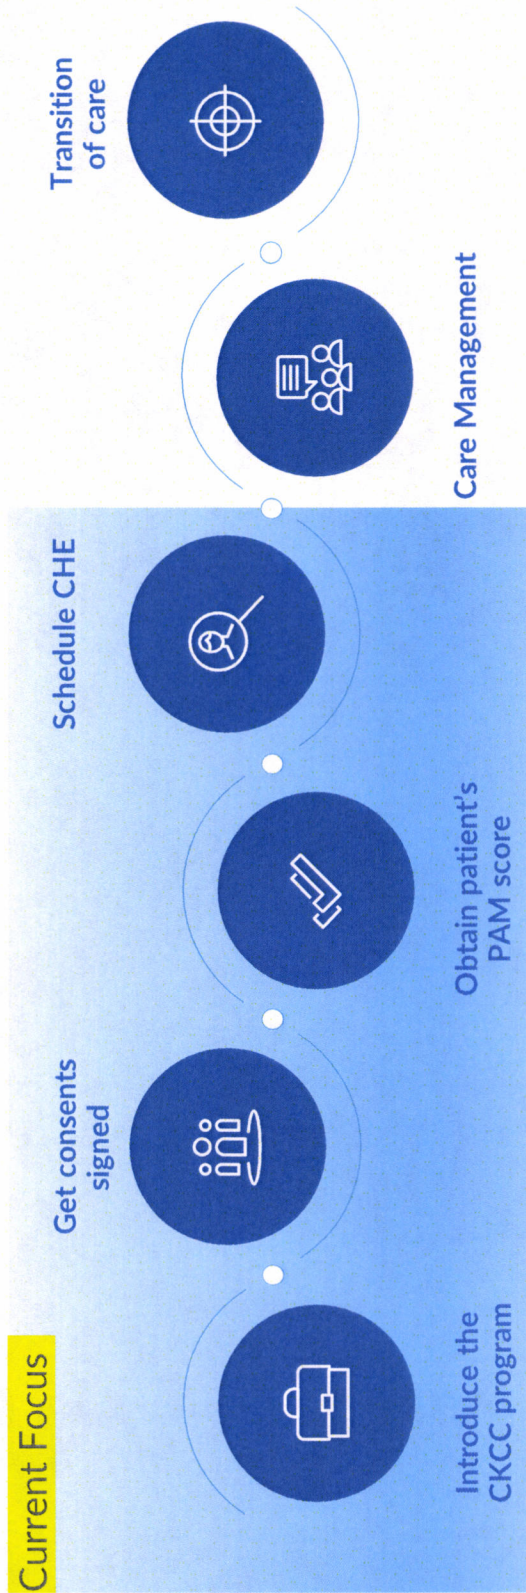 Current Focus
Introduce the
CKCC program
Get consents
signed
Obtain patient's
PAM score
Schedule CHE
Care Management
Transition
of care